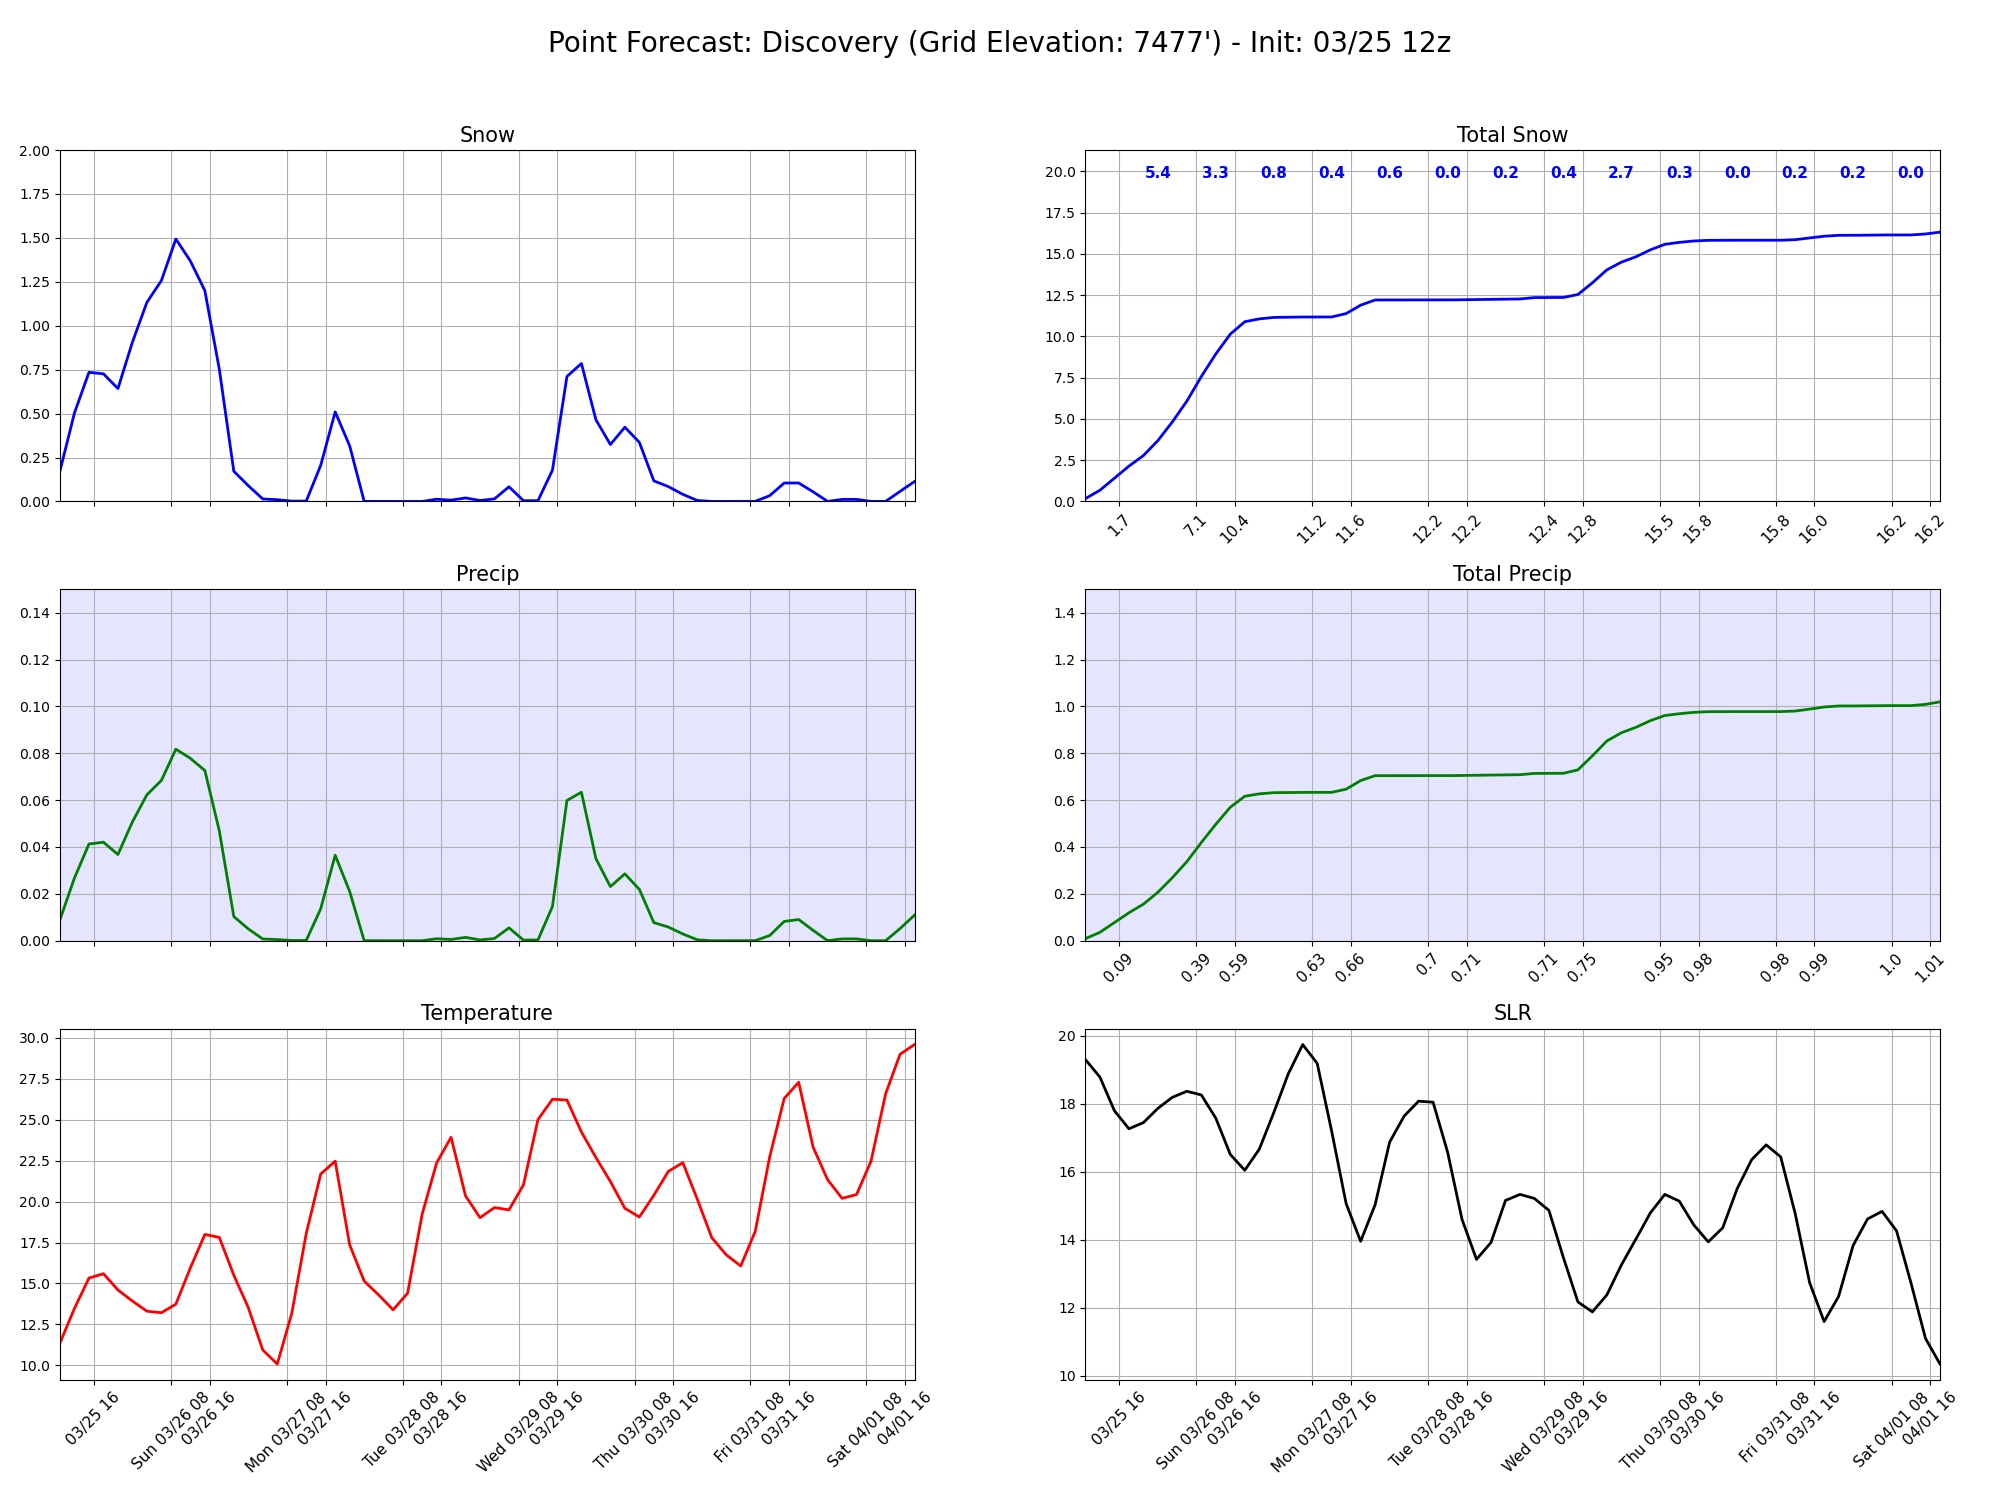 Point Forecast: Discovery (Grid Elevation: 7477') - Init: 03/25 12z
Snow
2.00
1.75
1.50
1.25
1.00
0.75
0.50
0.25
0.00
Total Snow
20.0
17.5
15.0
12.5
10.0
7.5
5.0
2.5
0.0
5.4 3.3 0.8 0.4 0.6 0.0 0.2 0.4 2.7 0.3 0.0 0.2 0.2 0.0
1.7 7.1 10.4 11.2 11.6 12.2 12.2 12.4 12.8 15.5 15.8 15.8 16.0 16.2 16.2
Precip
0.14
0.12
0.10
0.08
0.06
0.04
0.02
0.00
Total Precip
1.4
1.2
1.0
0.8
0.6
0.4
0.2
0.0
0.09 0.39 0.59 0.63 0.66 0.7 0.71 0.71 0.75 0.95 0.98 0.98 0.99 1.0 1.01
Temperature
30.0
27.5
25.0
22.5
20.0
17.5
15.0
12.5
10.0
03/25 16
Sun 03/26 08
03/26 16
Mon 03/27 08
03/27 16
Tue 03/28 08
03/28 16
Wed 03/29 08
03/29 16
Thu 03/30 08
03/30 16
Fri 03/31 08
03/31 16
Sat 04/01 08
04/01 16
SLR
20
18
16
14
12
10
03/25 16
Sun 03/26 08
03/26 16
Mon 03/27 08
03/27 16
Tue 03/28 08
03/28 16
Wed 03/29 08
03/29 16
Thu 03/30 08
03/30 16
Fri 03/31 08
03/31 16
Sat 04/01 08
04/01 16